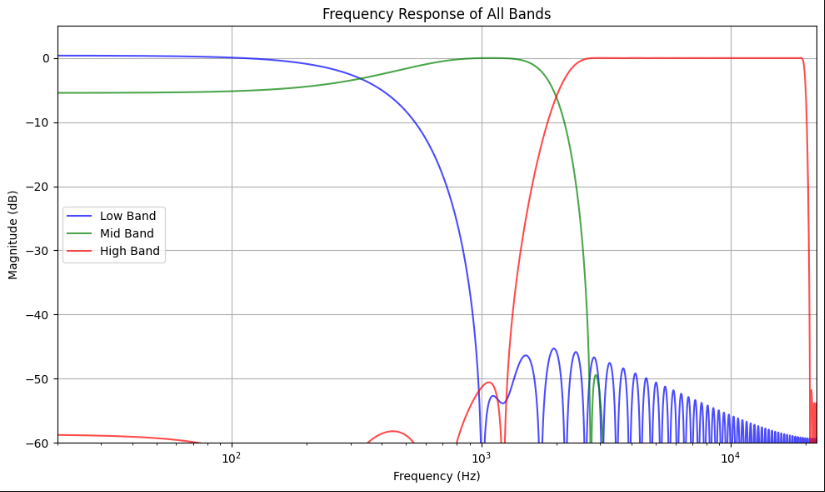 Frequency Response of All Bands
Magnitude (dB)
0
−10
−20
−30
−40
−50
−60
Low Band
Mid Band
High Band
10²
10³
10⁴
Frequency (Hz)